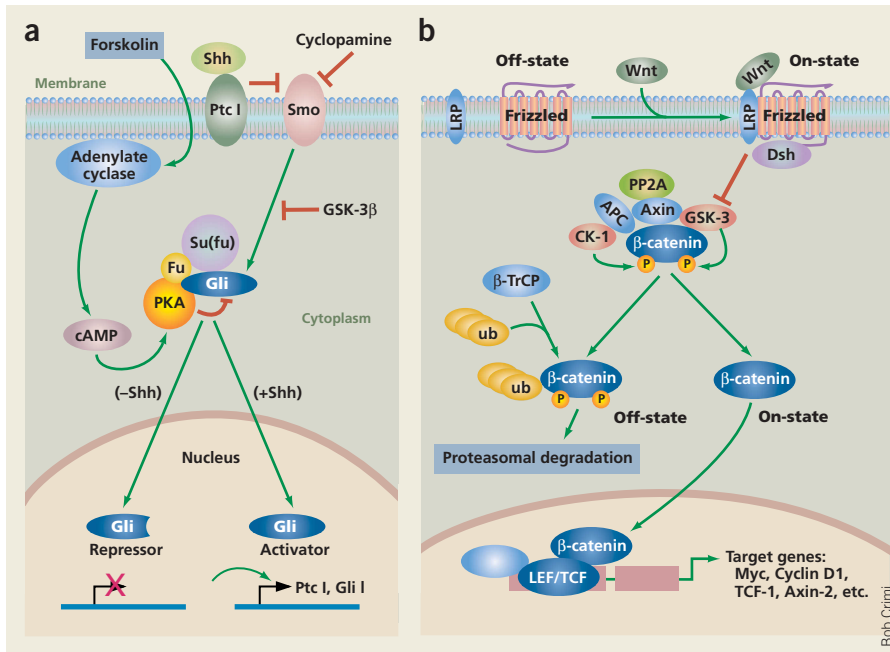 a
Forskolin
Shh
Cyclopamine
Membrane
Ptc I
Smo
Adenylate
cyclase
GSK-3β
Su(fu)
Fu
Gli
PKA
Cytoplasm
cAMP
(–Shh)
(+Shh)
Nucleus
Gli
Repressor
Gli
Activator
X
Ptc I, Gli I
b
Off-state
Wnt
Wnt
On-state
LRP
Frizzled
LRP
Frizzled
Dsh
PP2A
APC
Axin
GSK-3
CK-1
β-catenin
P
P
β-TrCP
ub
ub
β-catenin
P
P
β-catenin
Off-state
On-state
Proteasomal degradation
β-catenin
LEF/TCF
Target genes:
Myc, Cyclin D1,
TCF-1, Axin-2, etc.
Bob Crimi